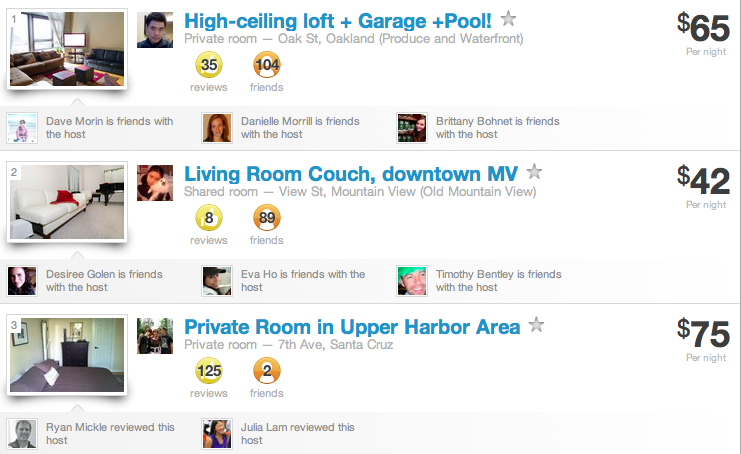 1
High-ceiling loft + Garage +Pool!
$65
Private room — Oak St, Oakland (Produce and Waterfront)
Per night
35
104
reviews
friends
Dave Morin is friends with
the host
Danielle Morrill is friends
with the host
Brittany Bohnet is friends
with the host
2
Living Room Couch, downtown MV
$42
Shared room — View St, Mountain View (Old Mountain View)
Per night
8
89
reviews
friends
Desiree Golen is friends
with the host
Eva Ho is friends with the
host
Timothy Bentley is friends
with the host
3
Private Room in Upper Harbor Area
$75
Private room — 7th Ave, Santa Cruz
Per night
125
2
reviews
friends
Ryan Mickle reviewed this
host
Julia Lam reviewed this
host